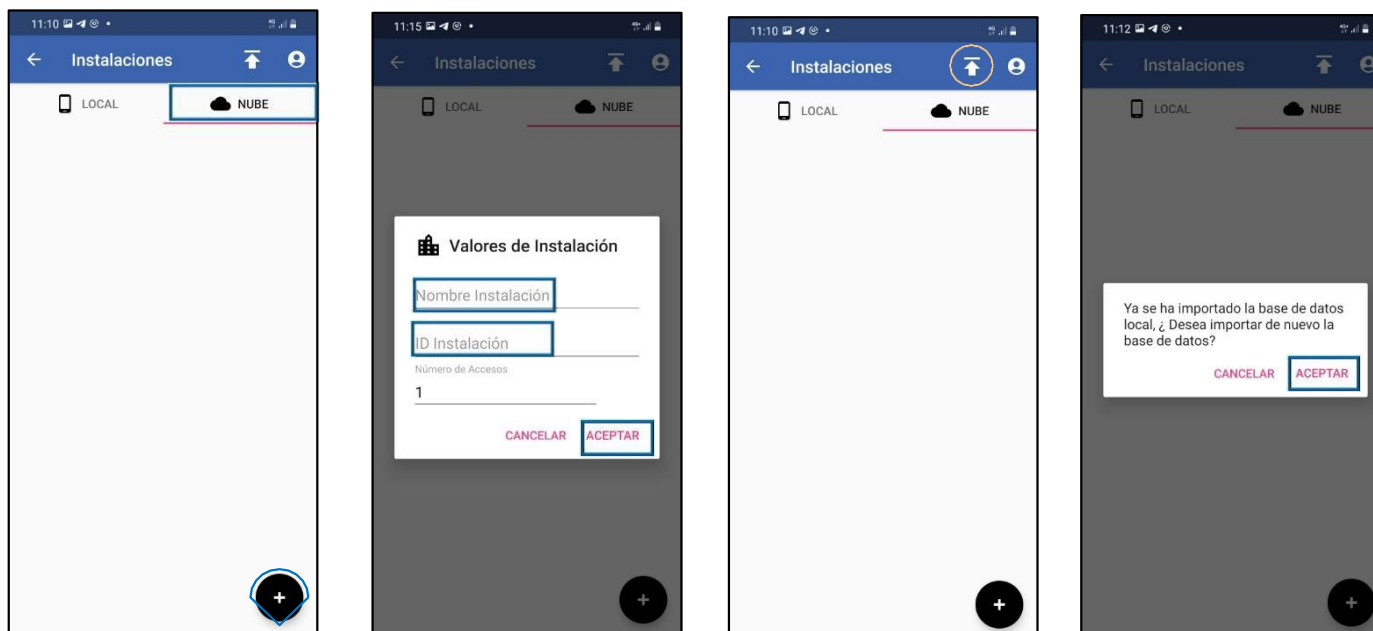 11:10
Instalaciones
LOCAL
NUBE
+
11:15
Instalaciones
LOCAL
NUBE
Valores de Instalación
Nombre Instalación
ID Instalación
Número de Accesos
1
CANCELAR
ACEPTAR
+
11:10
Instalaciones
LOCAL
NUBE
+
11:12
Instalaciones
LOCAL
NUBE
Ya se ha importado la base de datos
local, ¿ Desea importar de nuevo la
base de datos?
CANCELAR
ACEPTAR
+